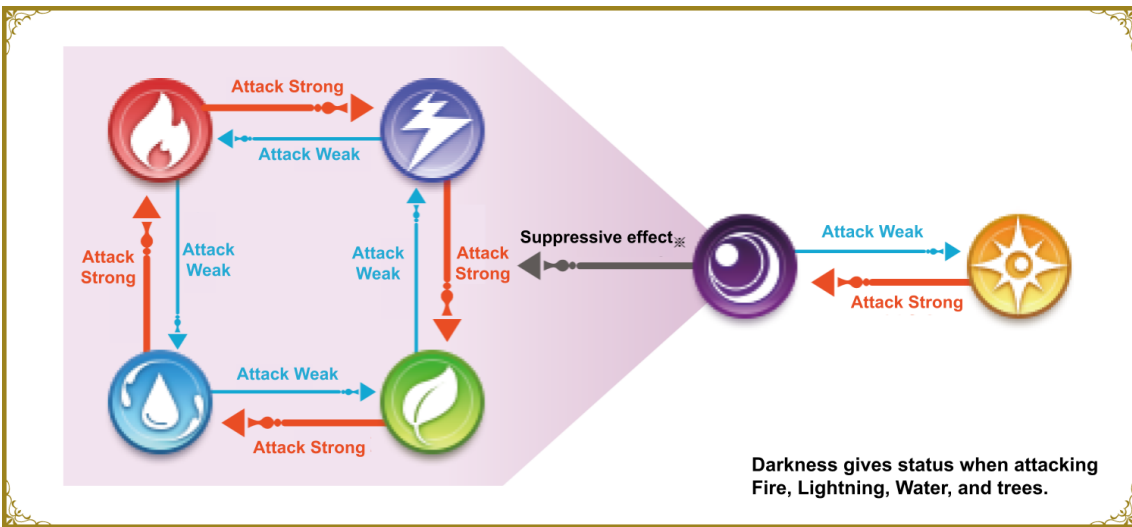 Attack Strong
Attack Weak
Attack
Strong
Attack
Weak
Attack
Weak
Attack
Strong
Attack Weak
Attack Strong
Suppressive effect※
Attack Weak
Attack Strong
Darkness gives status when attacking
Fire, Lightning, Water, and trees.